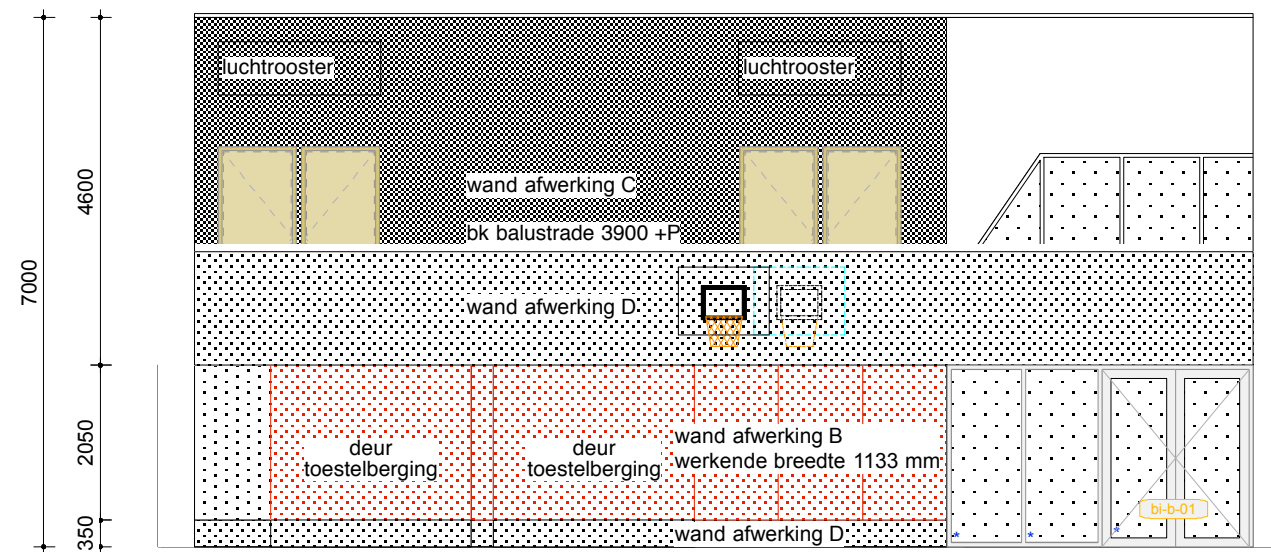 luchtrooster
luchtrooster
4600
wand afwerking C
bk balustrade 3900 +P
7000
wand afwerking D
2050
deur
toestelberging
deur
toestelberging
wand afwerking B
werkende breedte 1133 mm
bi-b-01
*
*
*
350
wand afwerking D